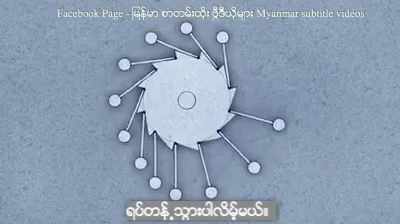 Facebook Page - မြန်မာ စာတမ်းထိုး ဗွီဒီယိုများ Myanmar subtitle videos
ရပ်တန့် သွားပါလိမ့်မယ်။